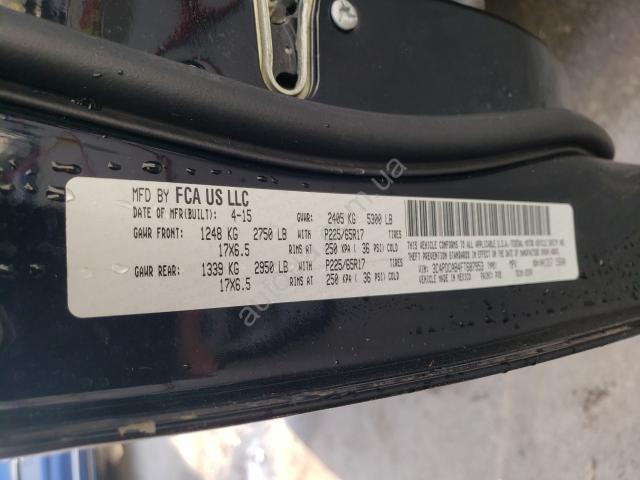 MFD BY FCA US LLC
DATE OF MFR(BUILT): 4-15 GVWR: 2405 KG 5300 LB
GAWR FRONT: 1248 KG 2750 LB WITH P225/65R17 TIRES
17X6.5 RIMS AT 250 KPA ( 36 PSI) COLD
GAWR REAR: 1339 KG 2950 LB WITH P225/65R17 TIRES
17X6.5 RIMS AT 250 KPA ( 36 PSI) COLD
THIS VEHICLE CONFORMS TO ALL APPLICABLE U.S.A. FEDERAL MOTOR VEHICLE SAFETY,
THEFT PREVENTION STANDARDS IN EFFECT ON THE DATE OF MANUFACTURE SHOWN ABOVE.
VIN: TYPE: MPV
VEHICLE MADE IN MEXICO PAINT: